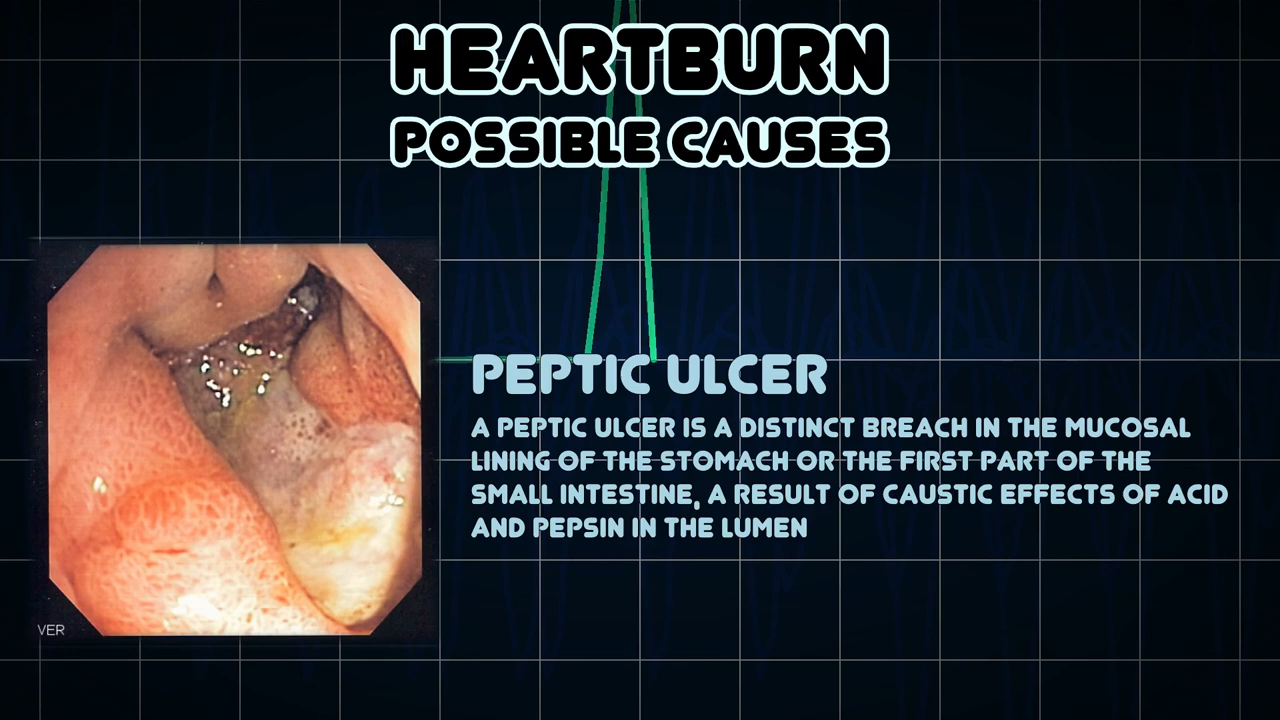 HEARTBURN
POSSIBLE CAUSES
PEPTIC ULCER
A PEPTIC ULCER IS A DISTINCT BREACH IN THE MUCOSAL
LINING OF THE STOMACH OR THE FIRST PART OF THE
SMALL INTESTINE, A RESULT OF CAUSTIC EFFECTS OF ACID
AND PEPSIN IN THE LUMEN
VER